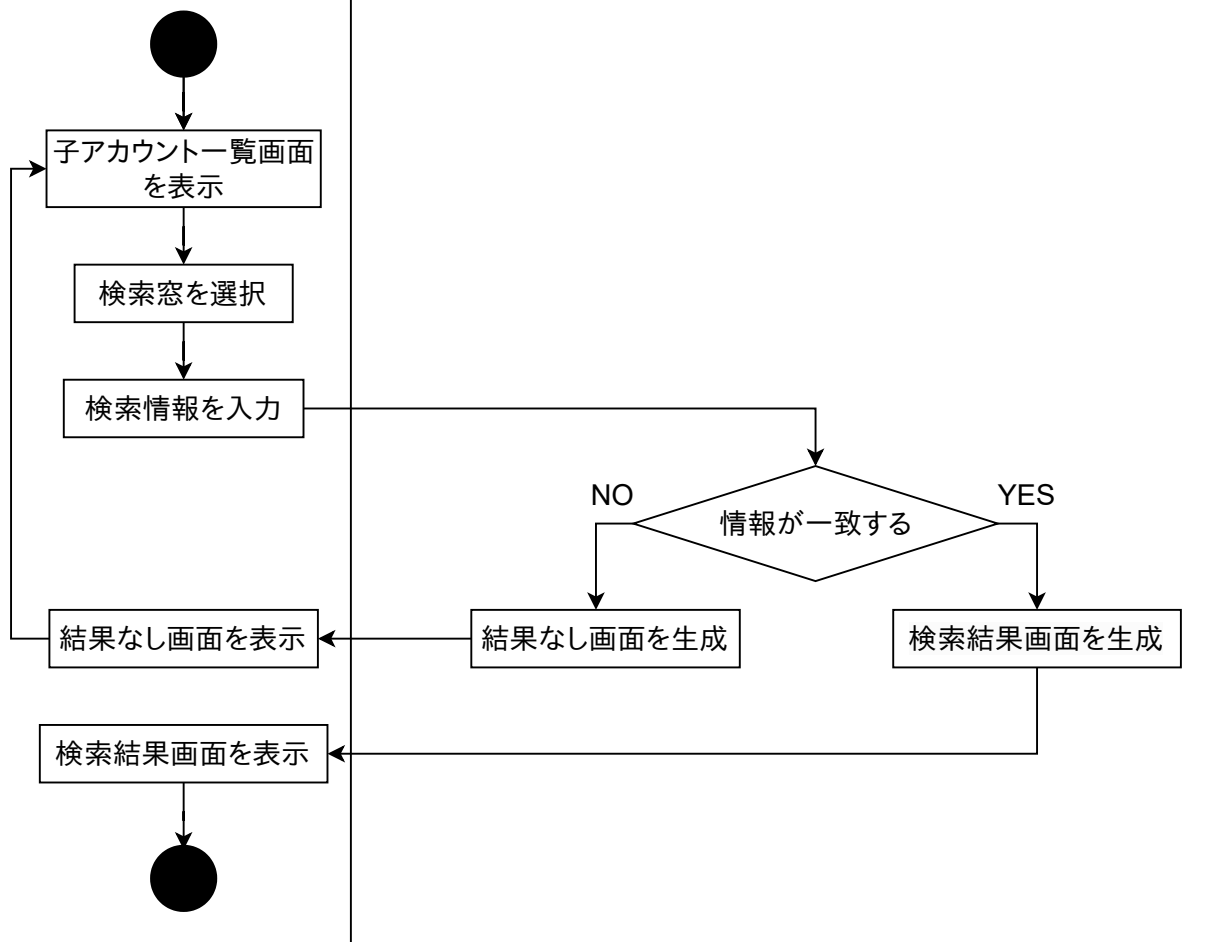 子アカウント一覧画面
を表示
検索窓を選択
検索情報を入力
NO
YES
情報が一致する
結果なし画面を表示
結果なし画面を生成
検索結果画面を生成
検索結果画面を表示